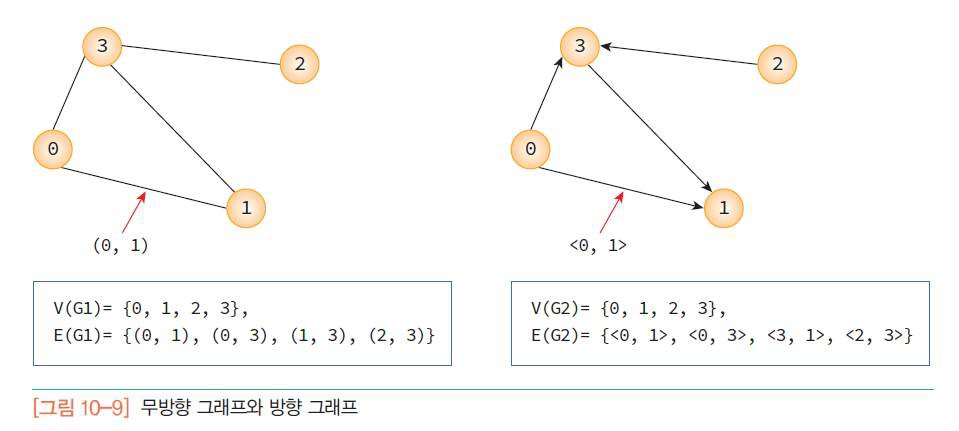 3
2
0
1
(0, 1)
V(G1)= {0, 1, 2, 3},
E(G1)= {(0, 1), (0, 3), (1, 3), (2, 3)}
3
2
0
1
<0, 1>
V(G2)= {0, 1, 2, 3},
E(G2)= {<0, 1>, <0, 3>, <3, 1>, <2, 3>}
[그림 10-9] 무방향 그래프와 방향 그래프